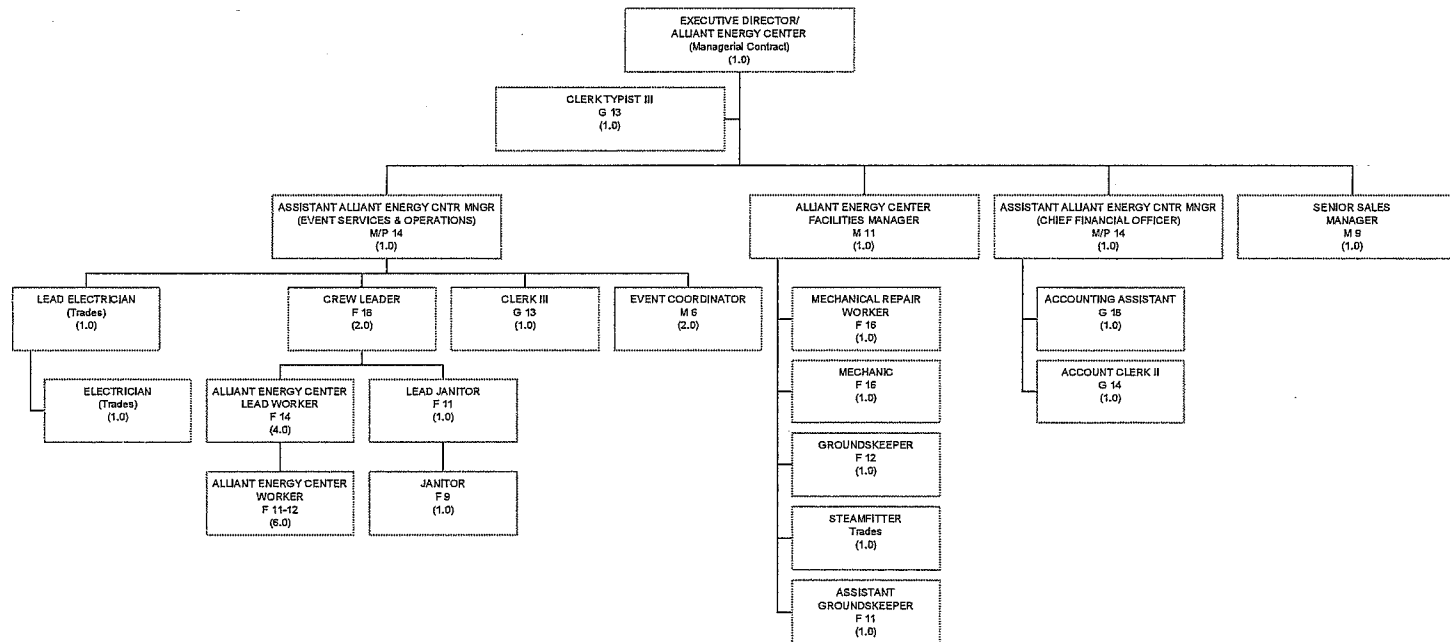 EXECUTIVE DIRECTOR/
ALLIANT ENERGY CENTER
(Managerial Contract)
(1.0)
CLERK TYPIST III
G 13
(1.0)
ASSISTANT ALLIANT ENERGY CNTR MNGR
(EVENT SERVICES & OPERATIONS)
M/P 14
(1.0)
ALLIANT ENERGY CENTER
FACILITIES MANAGER
M 11
(1.0)
ASSISTANT ALLIANT ENERGY CNTR MNGR
(CHIEF FINANCIAL OFFICER)
M/P 14
(1.0)
SENIOR SALES
MANAGER
M 9
(1.0)
LEAD ELECTRICIAN
(Trades)
(1.0)
ELECTRICIAN
(Trades)
(1.0)
CREW LEADER
F 18
(2.0)
ALLIANT ENERGY CENTER
LEAD WORKER
F 14
(4.0)
ALLIANT ENERGY CENTER
WORKER
F 11-12
(6.0)
LEAD JANITOR
F 11
(1.0)
JANITOR
F 9
(1.0)
CLERK III
G 13
(1.0)
EVENT COORDINATOR
M 6
(2.0)
MECHANICAL REPAIR
WORKER
F 16
(1.0)
MECHANIC
F 16
(1.0)
GROUNDSKEEPER
F 12
(1.0)
STEAMFITTER
Trades
(1.0)
ASSISTANT
GROUNDSKEEPER
F 11
(1.0)
ACCOUNTING ASSISTANT
G 18
(1.0)
ACCOUNT CLERK II
G 14
(1.0)